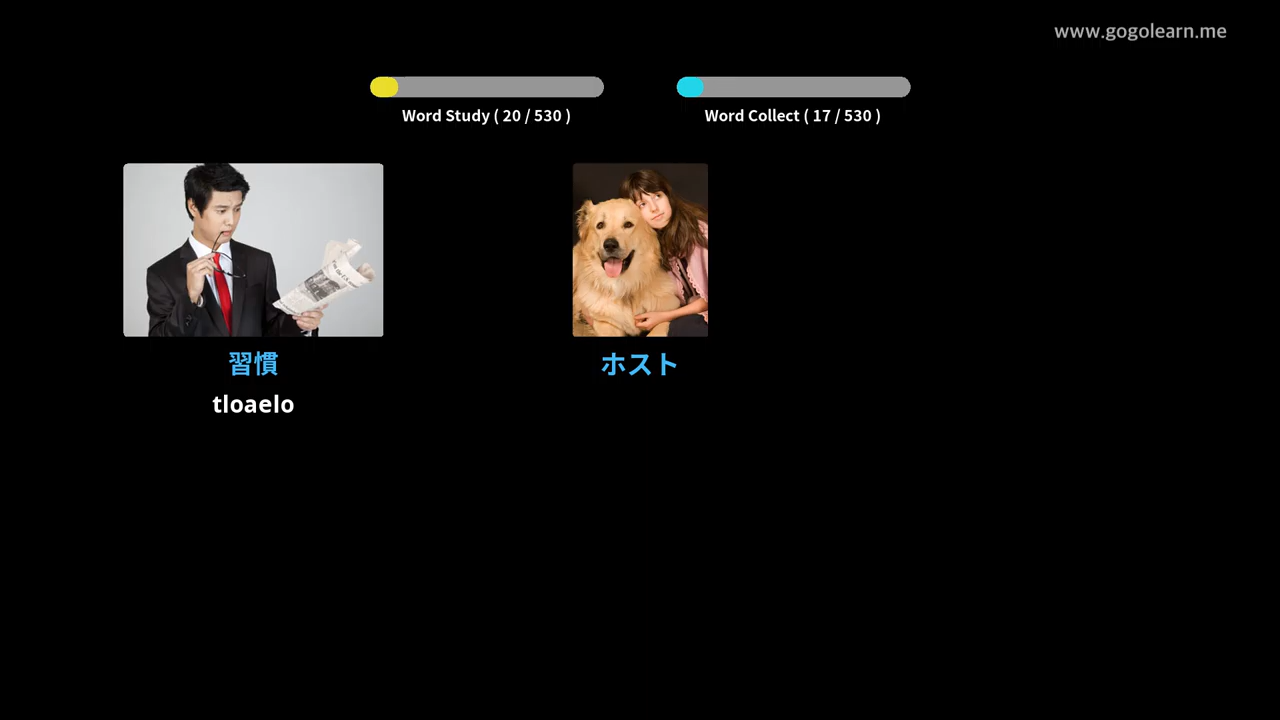 www.gogolearn.me
Word Study ( 20 / 530 )
Word Collect ( 17 / 530 )
習慣
ホスト
tloaelo